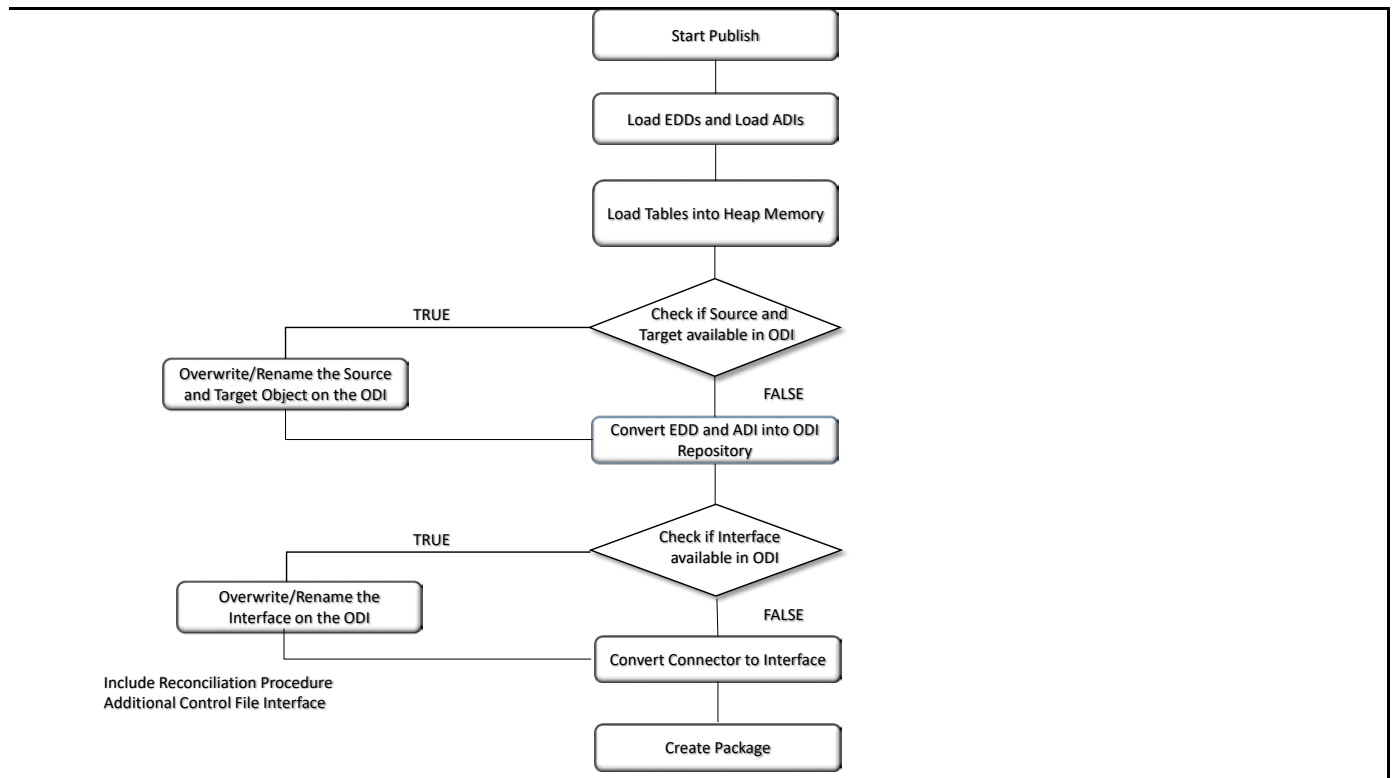 Start Publish
Load EDDs and Load ADIs
Load Tables into Heap Memory
Check if Source and
Target available in ODI
TRUE
Overwrite/Rename the Source
and Target Object on the ODI
FALSE
Convert EDD and ADI into ODI
Repository
Check if Interface
available in ODI
TRUE
Overwrite/Rename the
Interface on the ODI
FALSE
Convert Connector to Interface
Include Reconciliation Procedure
Additional Control File Interface
Create Package